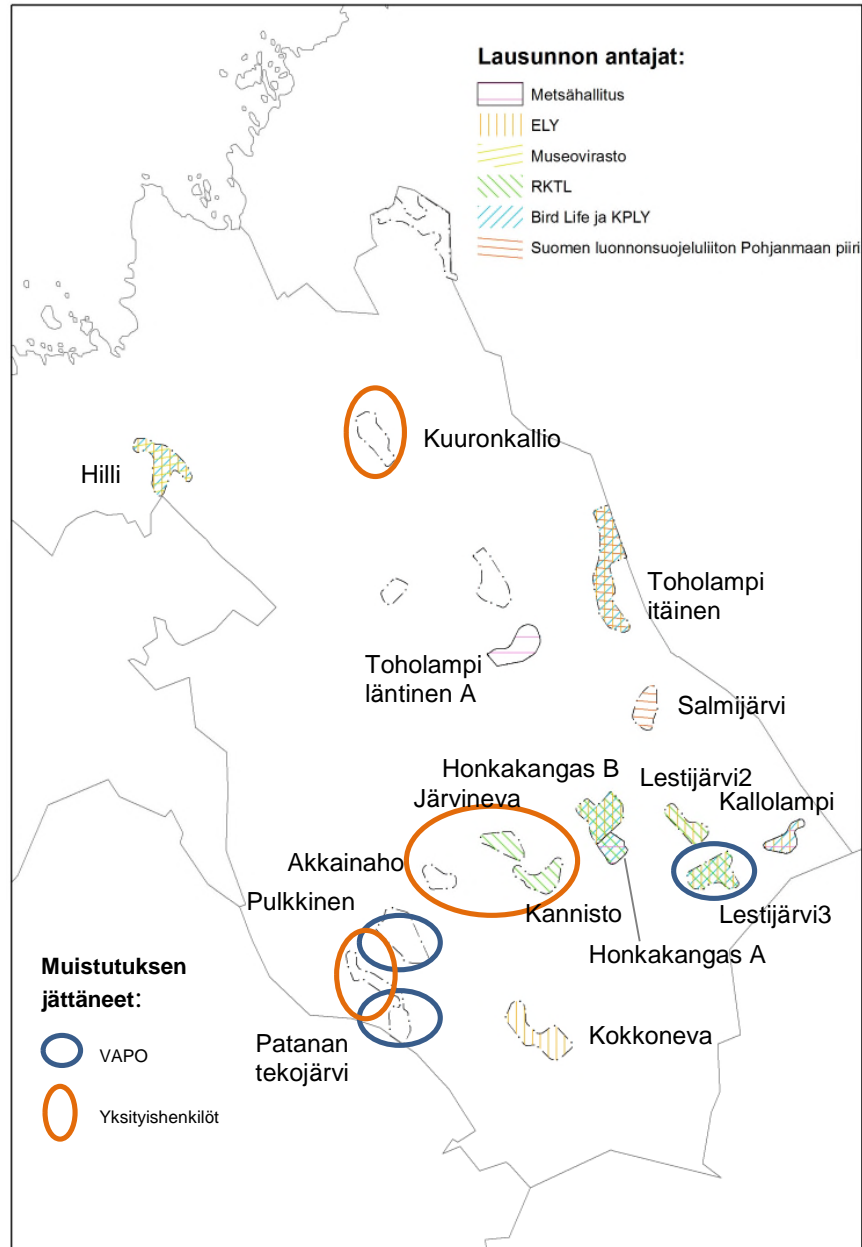 Lausunnon antajat:
Metsähallitus
ELY
Museovirasto
RKTL
Bird Life ja KPLY
Suomen luonnonsuojeluliiton Pohjanmaan piiri
Kuuronkallio
Hilli
Toholampi
itäinen
Toholampi
läntinen A
Salmijärvi
Honkakangas B
Lestijärvi2
Järvineva
Kallolampi
Akkainaho
Pulkkinen
Kannisto
Lestijärvi3
Honkakangas A
Muistutuksen
jättäneet:
VAPO
Yksityishenkilöt
Patanan
tekojärvi
Kokkoneva